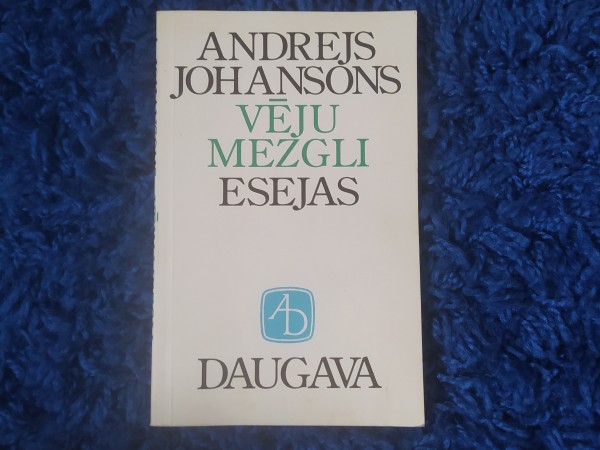 ANDREJS
JOHANSONS
VĒJU
MEZGLI
ESEJAS
AD
DAUGAVA